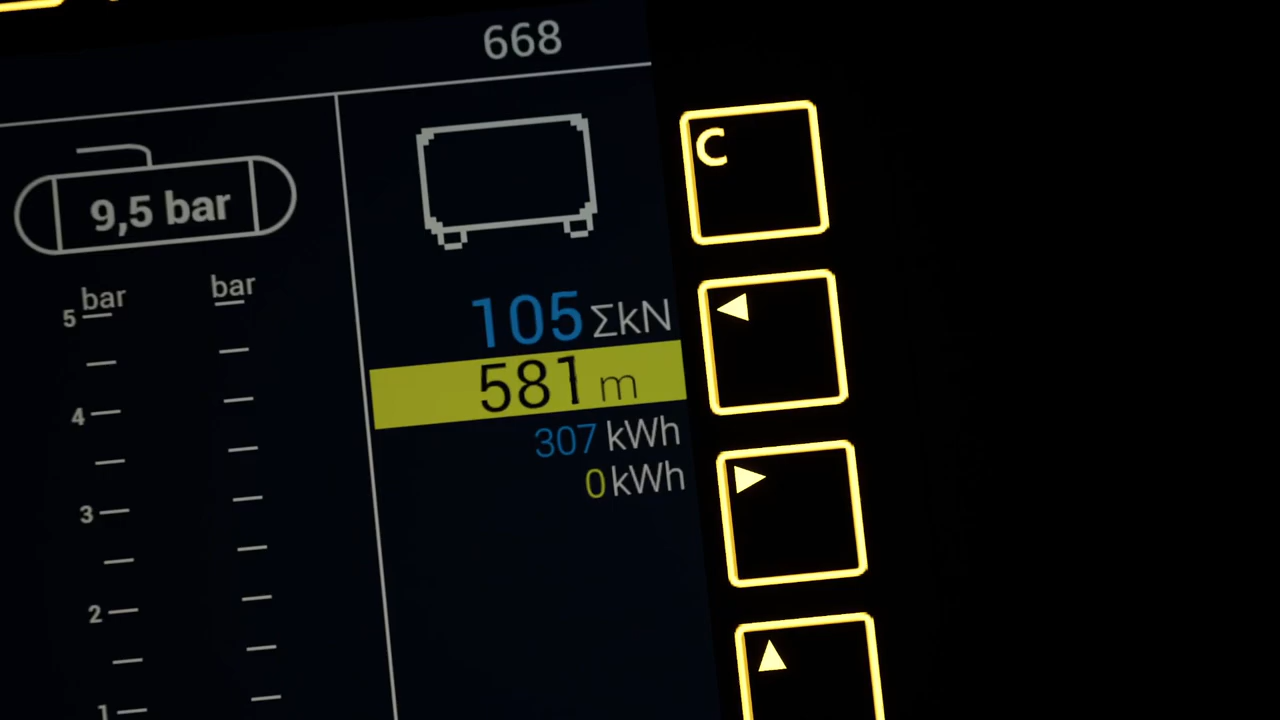 668
C
9,5 bar
bar
bar
5
105 ΣkN
581 m
4
307 kWh
0 kWh
3
2
1